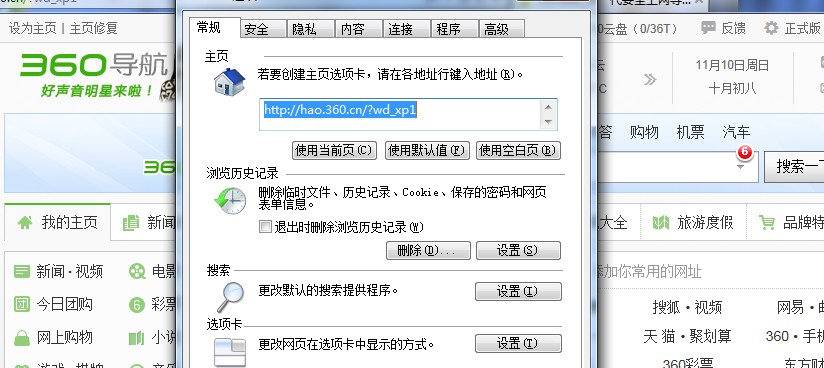 wd_xp1
设为主页 | 主页修复
360导航
好声音明星来啦!
36
我的主页
新闻
新闻·视频
电影
今日团购
彩票
网上购物
小说
常规 安全 隐私 内容 连接 程序 高级
主页
若要创建主页选项卡，请在各地址行键入地址(R)。
http://hao.360.cn/?wd_xp1
使用当前页(C) 使用默认值(F) 使用空白页(B)
浏览历史记录
删除临时文件、历史记录、Cookie、保存的密码和网页
表单信息。
退出时删除浏览历史记录(W)
删除(D)... 设置(S)
搜索
更改默认的搜索提供程序。
设置(I)
选项卡
更改网页在选项卡中显示的方式。
设置(T)
0云盘 (0/36T) 反馈 正式版
云
C
11月10日周日
十月初八
答 购物 机票 汽车
6
搜索一下
大全 旅游度假 品牌特
添加你常用的网址
搜狐·视频 网易·
天 猫·聚划算 360·手机
360彩票 东方财